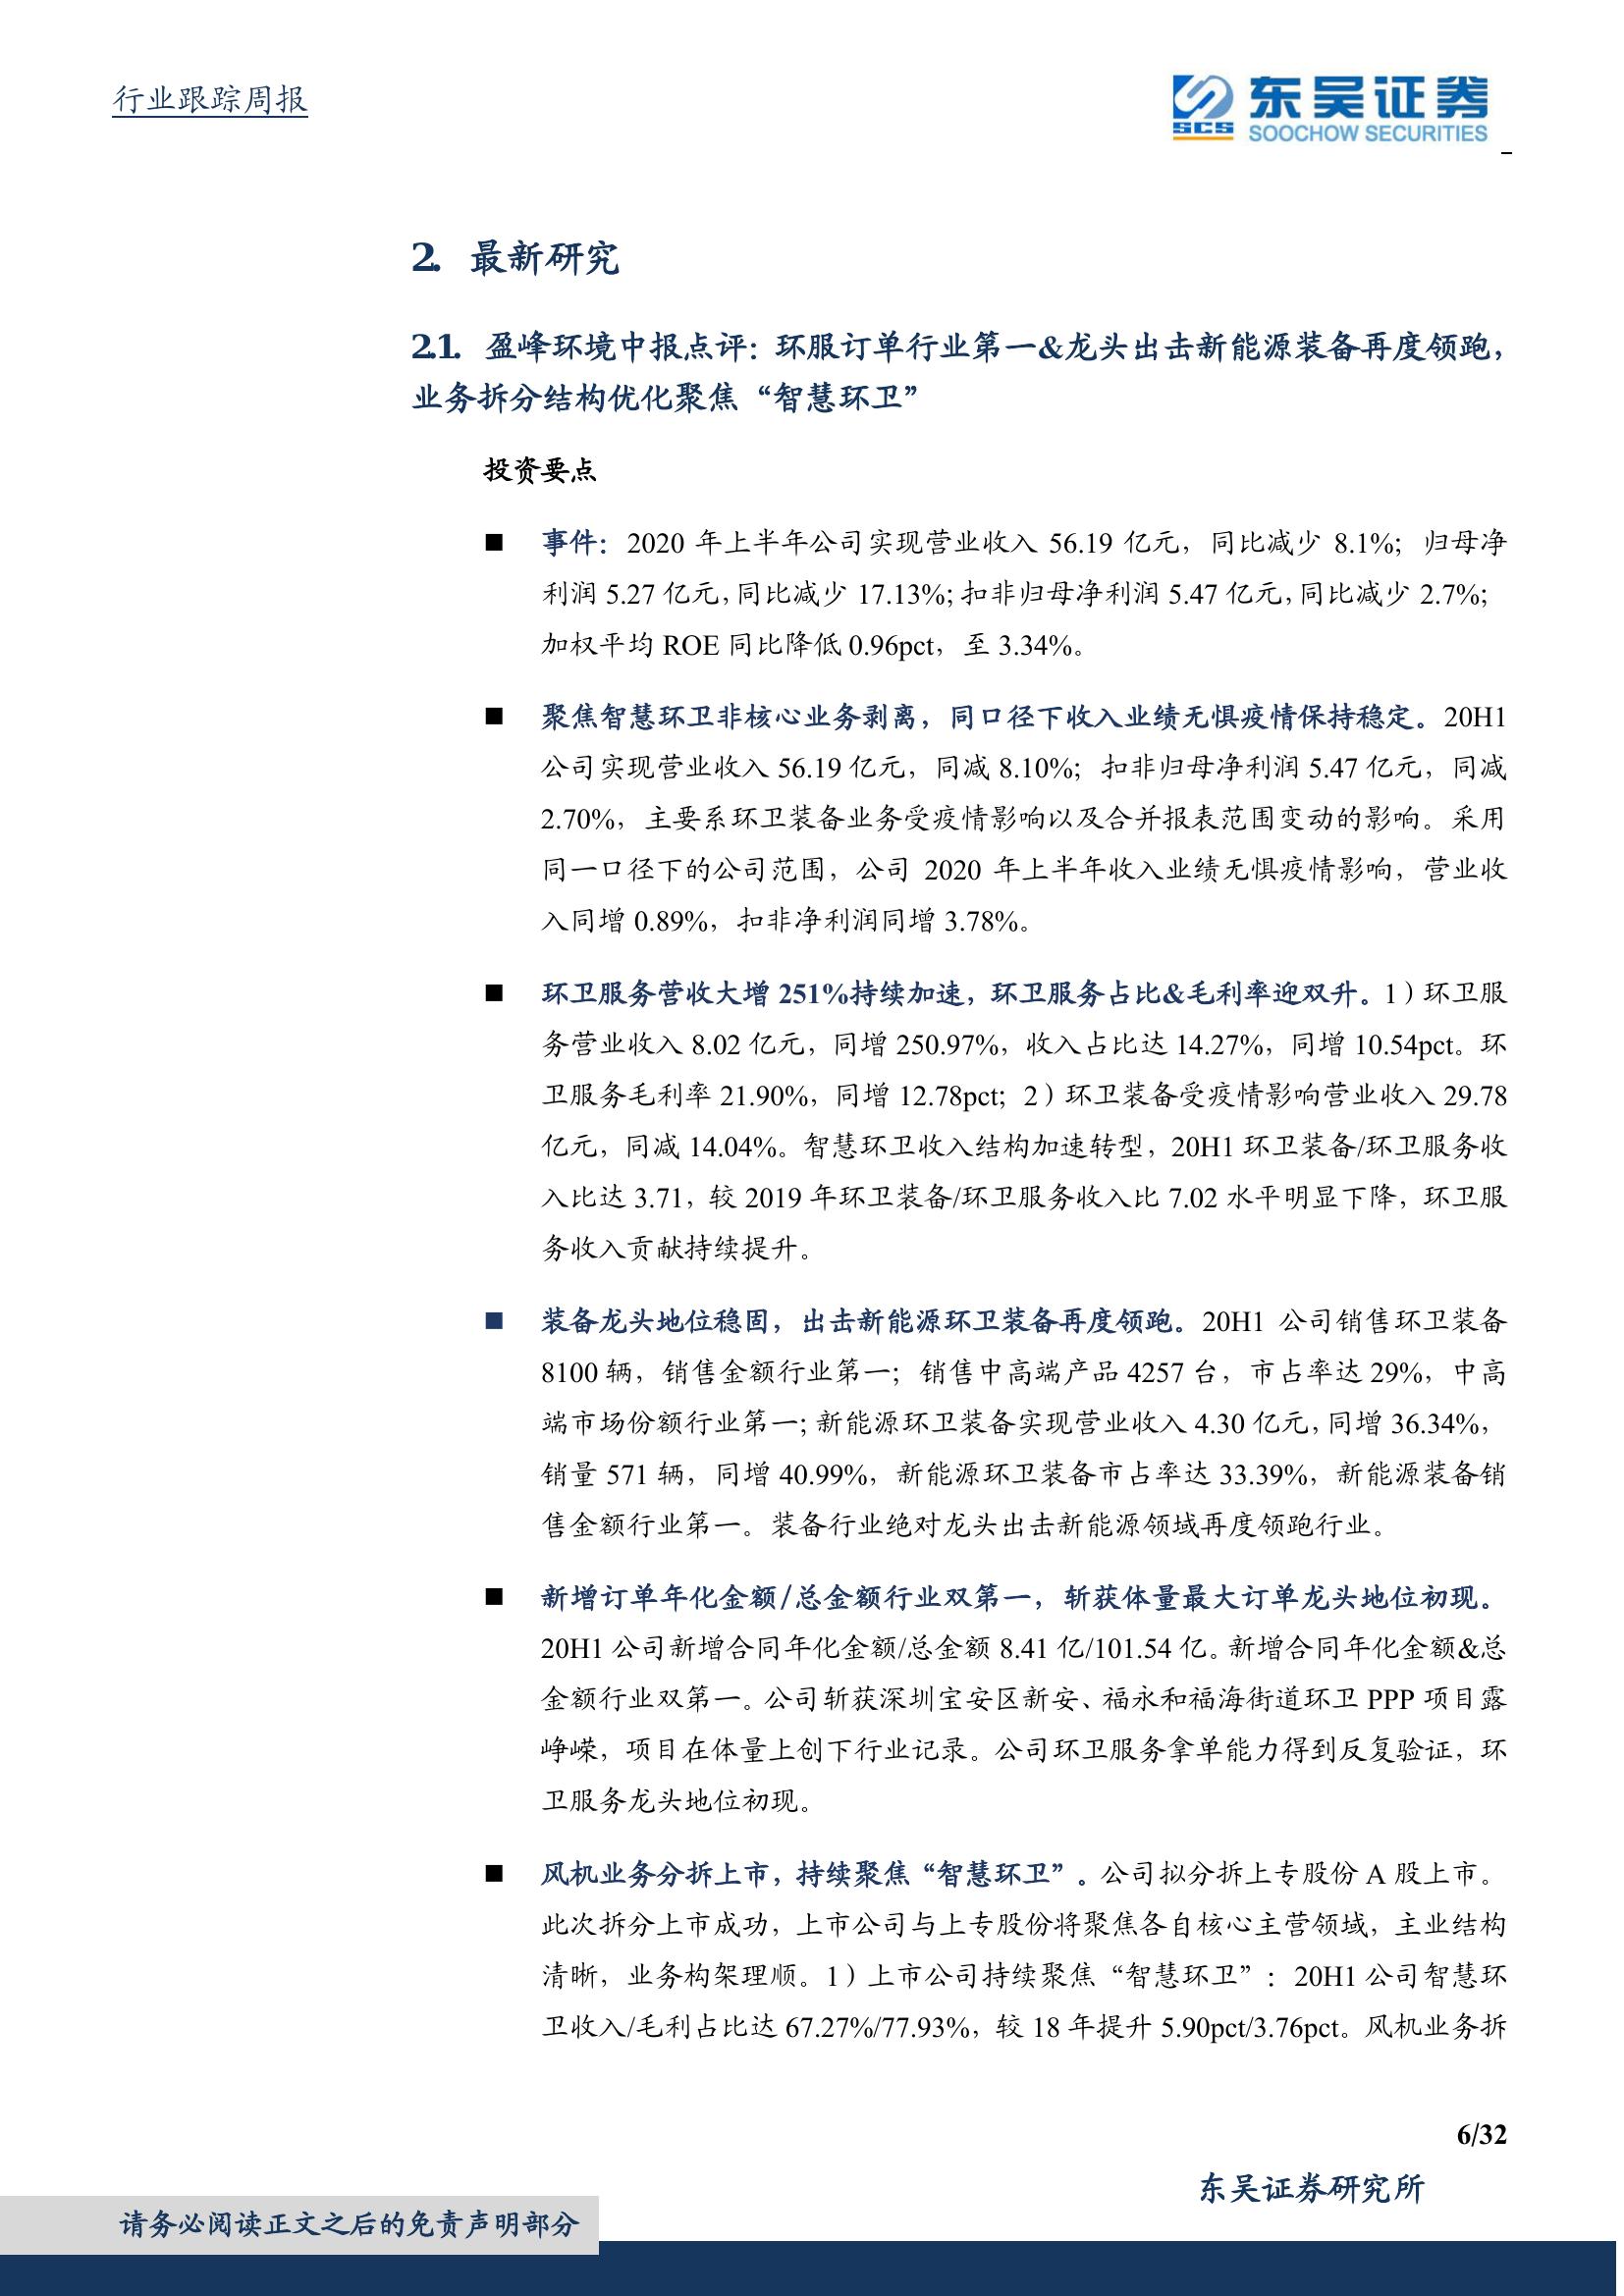 行业跟踪周报
SCS 东吴证券
SOOCHOW SECURITIES
2. 最新研究
2.1. 盈峰环境中报点评：环服订单行业第一&龙头出击新能源装备再度领跑，
业务拆分结构优化聚焦“智慧环卫”
投资要点
■ 事件：2020 年上半年公司实现营业收入 56.19 亿元，同比减少 8.1%；归母净
利润 5.27 亿元，同比减少 17.13%；扣非归母净利润 5.47 亿元，同比减少 2.7%；
加权平均 ROE 同比降低 0.96pct，至 3.34%。
■ 聚焦智慧环卫非核心业务剥离，同口径下收入业绩无惧疫情保持稳定。20H1
公司实现营业收入 56.19 亿元，同减 8.10%；扣非归母净利润 5.47 亿元，同减
2.70%，主要系环卫装备业务受疫情影响以及合并报表范围变动的影响。采用
同一口径下的公司范围，公司 2020 年上半年收入业绩无惧疫情影响，营业收
入同增 0.89%，扣非净利润同增 3.78%。
■ 环卫服务营收大增 251%持续加速，环卫服务占比&毛利率迎双升。1）环卫服
务营业收入 8.02 亿元，同增 250.97%，收入占比达 14.27%，同增 10.54pct。环
卫服务毛利率 21.90%，同增 12.78pct；2）环卫装备受疫情影响营业收入 29.78
亿元，同减 14.04%。智慧环卫收入结构加速转型，20H1 环卫装备/环卫服务收
入比达 3.71，较 2019 年环卫装备/环卫服务收入比 7.02 水平明显下降，环卫服
务收入贡献持续提升。
■ 装备龙头地位稳固，出击新能源环卫装备再度领跑。20H1 公司销售环卫装备
8100 辆，销售金额行业第一；销售中高端产品 4257 台，市占率达 29%，中高
端市场份额行业第一；新能源环卫装备实现营业收入 4.30 亿元，同增 36.34%，
销量 571 辆，同增 40.99%，新能源环卫装备市占率达 33.39%，新能源装备销
售金额行业第一。装备行业绝对龙头出击新能源领域再度领跑行业。
■ 新增订单年化金额/总金额行业双第一，斩获体量最大订单龙头地位初现。
20H1 公司新增合同年化金额/总金额 8.41 亿/101.54 亿。新增合同年化金额&总
金额行业双第一。公司斩获深圳宝安区新安、福永和福海街道环卫 PPP 项目露
峥嵘，项目在体量上创下行业记录。公司环卫服务拿单能力得到反复验证，环
卫服务龙头地位初现。
■ 风机业务分拆上市，持续聚焦“智慧环卫”。公司拟分拆上专股份 A 股上市。
此次拆分上市成功，上市公司与上专股份将聚焦各自核心主营领域，主业结构
清晰，业务构架理顺。1）上市公司持续聚焦“智慧环卫”：20H1 公司智慧环
卫收入/毛利占比达 67.27%/77.93%，较 18 年提升 5.90pct/3.76pct。风机业务拆
6/32
东吴证券研究所
请务必阅读正文之后的免责声明部分